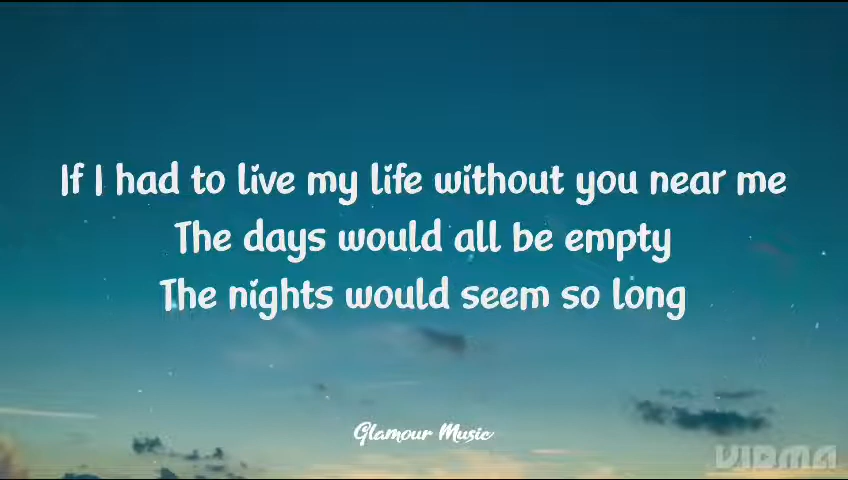 If I had to live my life without you near me
The days would all be empty
The nights would seem so long
Glamour Music
VIDMA